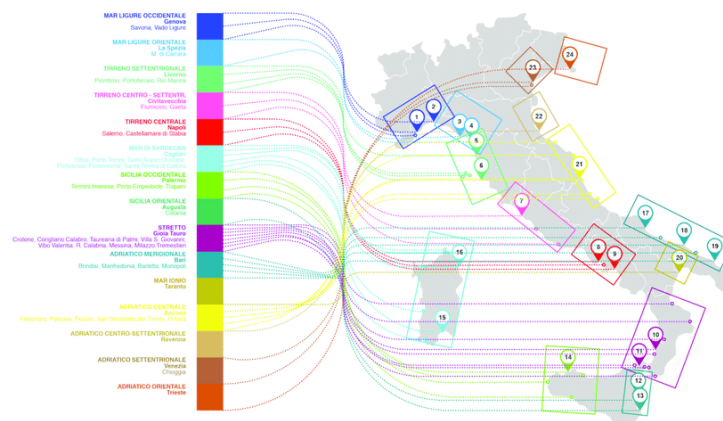 MAR LIGURE OCCIDENTALE
Genova
Savona, Vado Ligure
MAR LIGURE ORIENTALE
La Spezia
M. di Carrara
TIRRENO SETTENTRIONALE
Livorno
Piombino, Portoferraio, Rio Marina
TIRRENO CENTRO - SETTENTR.
Civitavecchia
Fiumicino, Gaeta
TIRRENO CENTRALE
Napoli
Salerno, Castellamare di Stabia
MAR DI SARDEGNA
Cagliari
SICILIA OCCIDENTALE
Palermo
Termini Imerese, Porto Empedocle, Trapani
SICILIA ORIENTALE
Augusta
Catania
STRETTO
Gioia Tauro
Crotone, Corigliano Calabro, Taureana di Palmi, Villa S. Giovanni,
Vibo Valentia, R. Calabria, Messina, Milazzo, Tremestieri
ADRIATICO MERIDIONALE
Bari
Brindisi, Manfredonia, Barletta, Monopoli
MAR IONIO
Taranto
ADRIATICO CENTRALE
Ancona
ADRIATICO CENTRO-SETTENTRIONALE
Ravenna
ADRIATICO SETTENTRIONALE
Venezia
Chioggia
ADRIATICO ORIENTALE
Trieste
24
23
22
1
2
3
4
5
6
21
7
17
18
19
8
9
20
16
15
10
11
14
12
13